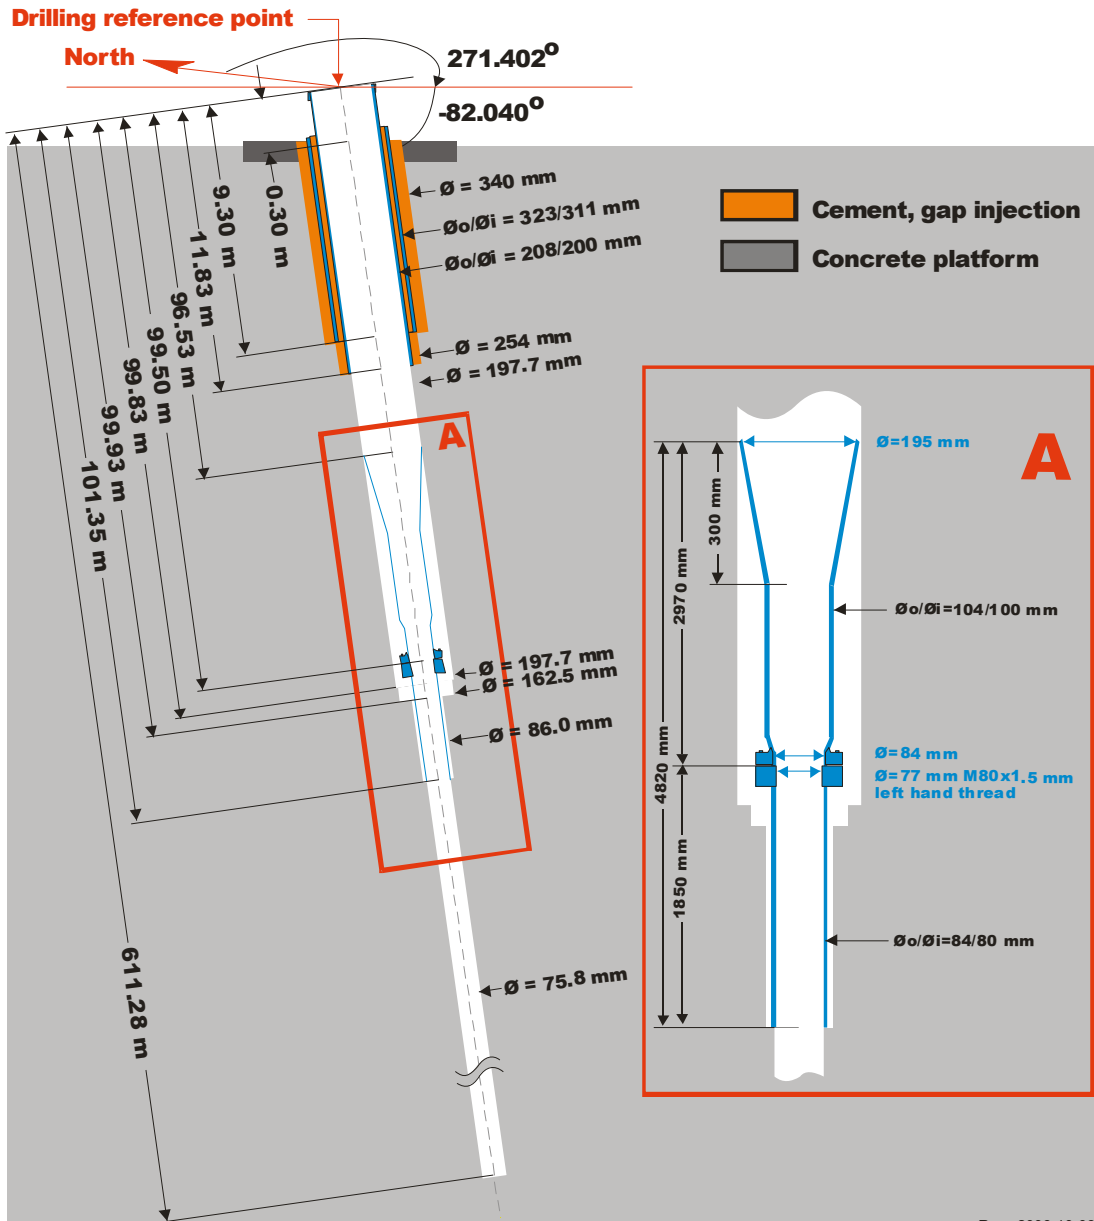 Drilling reference point
North
271.402°
-82.040°
0.30 m
9.30 m
11.83 m
96.53 m
99.50 m
99.83 m
99.93 m
101.35 m
611.28 m
Ø = 340 mm
Øo/Øi = 323/311 mm
Øo/Øi = 208/200 mm
Ø = 254 mm
Ø = 197.7 mm
A
Ø = 197.7 mm
Ø = 162.5 mm
Ø = 86.0 mm
Ø = 75.8 mm
Cement, gap injection
Concrete platform
A
Ø=195 mm
300 mm
2970 mm
Øo/Øi=104/100 mm
4820 mm
Ø=84 mm
Ø=77 mm M80x1.5 mm
left hand thread
1850 mm
Øo/Øi=84/80 mm